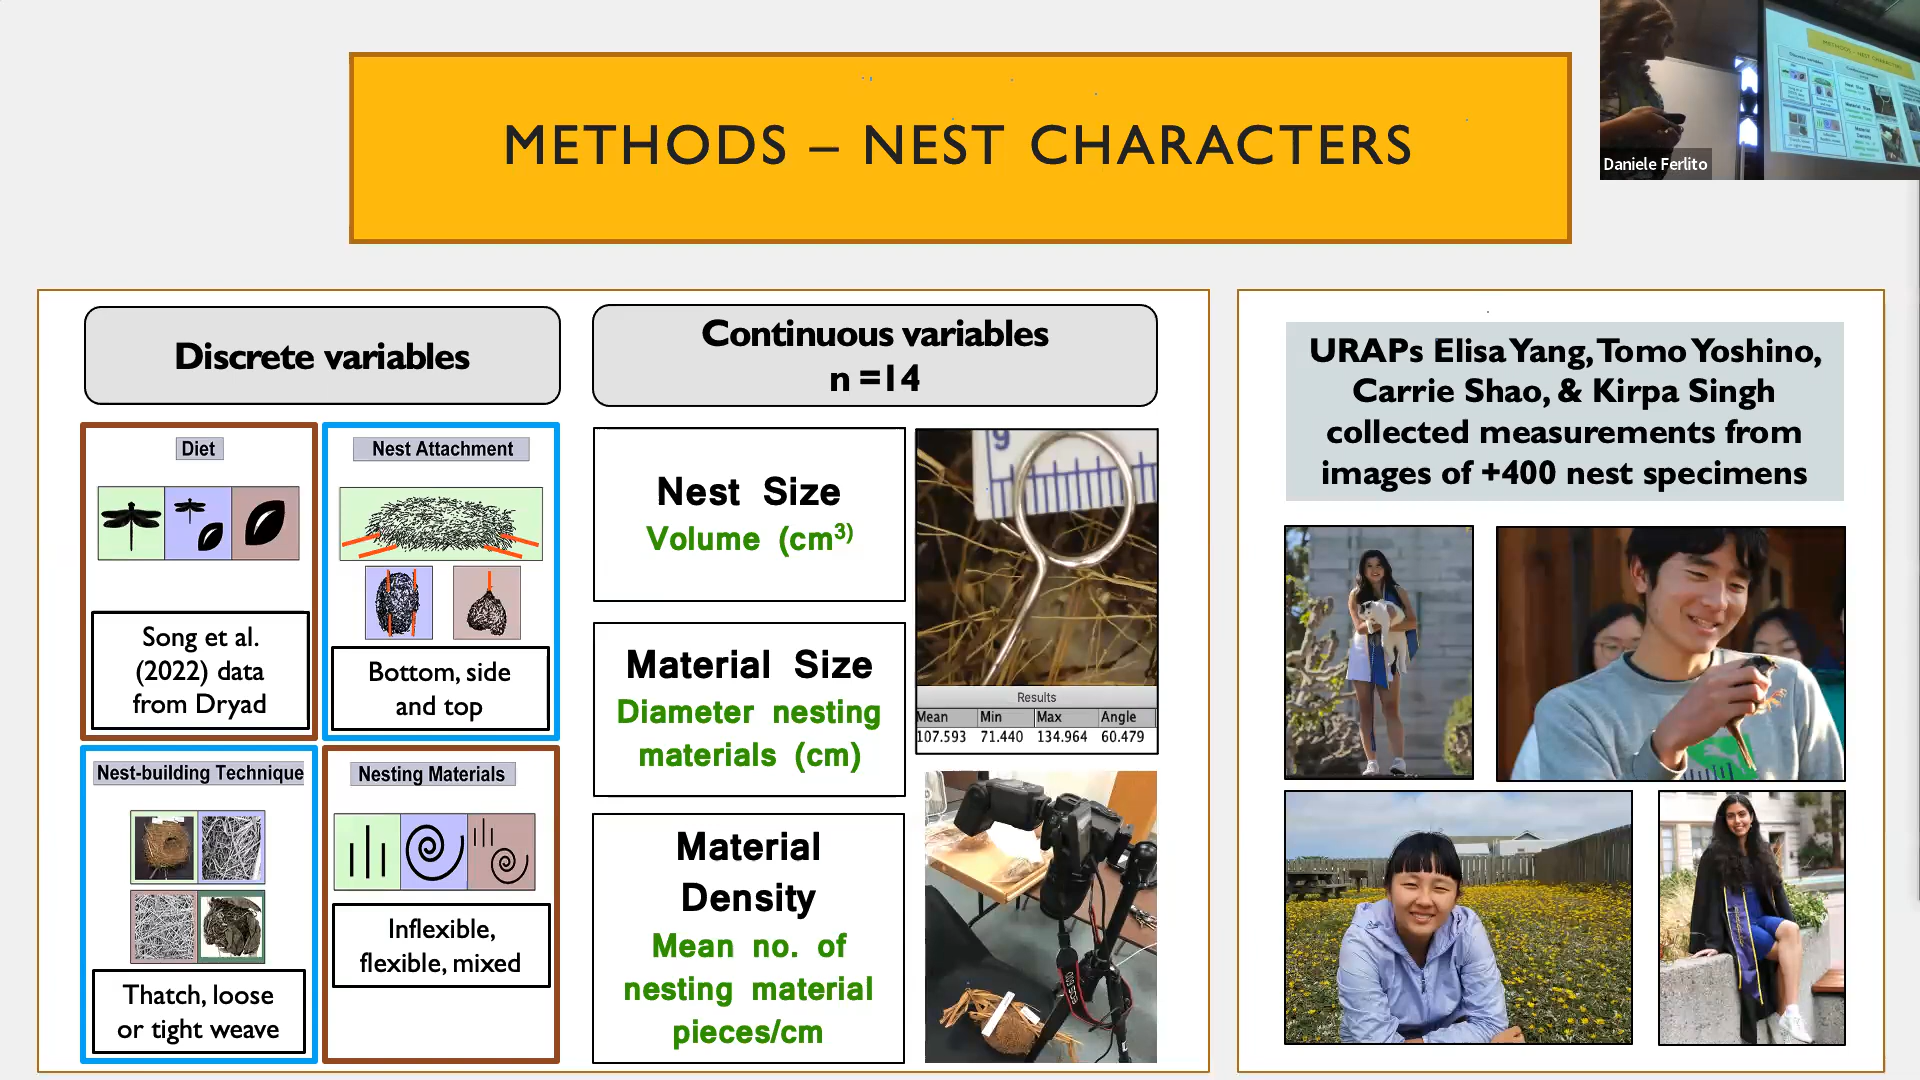 METHODS – NEST CHARACTERS
Daniele Ferlito
Discrete variables
Diet
Song et al.
(2022) data
from Dryad
Nest Attachment
Bottom, side
and top
Nest-building Technique
Thatch, loose
or tight weave
Nesting Materials
Inflexible,
flexible, mixed
Continuous variables
n =14
Nest Size
Volume (cm3)
Material Size
Diameter nesting
materials (cm)
Material
Density
Mean no. of
nesting material
pieces/cm
9
Results
Mean Min Max Angle
107.593 71.440 134.964 60.479
URAPs Elisa Yang, Tomo Yoshino,
Carrie Shao, & Kirpa Singh
collected measurements from
images of +400 nest specimens